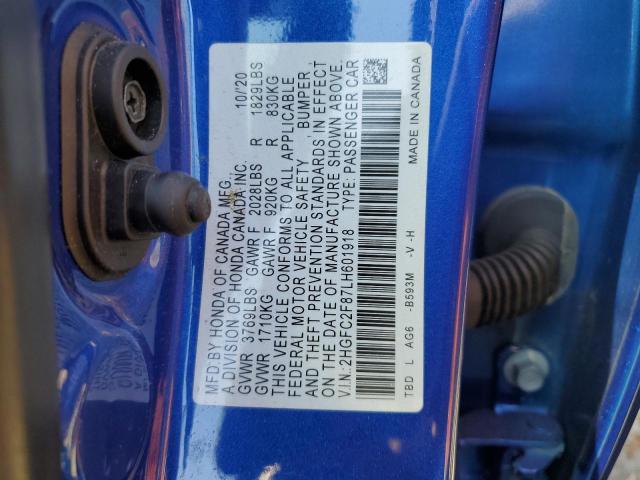 MFD BY HONDA OF CANADA MFG. 10/20
A DIVISION OF HONDA CANADA INC.
GVWR 3769LBS GAWR F 2028LBS R 1829LBS
GVWR 1710KG GAWR F 920KG R 830KG
THIS VEHICLE CONFORMS TO ALL APPLICABLE
FEDERAL MOTOR VEHICLE SAFETY, BUMPER,
AND THEFT PREVENTION STANDARDS IN EFFECT
ON THE DATE OF MANUFACTURE SHOWN ABOVE.
V.I.N.: 2HGFC2F87LH601918 TYPE: PASSENGER CAR
TBD L AG6 -B593M -V -H MADE IN CANADA